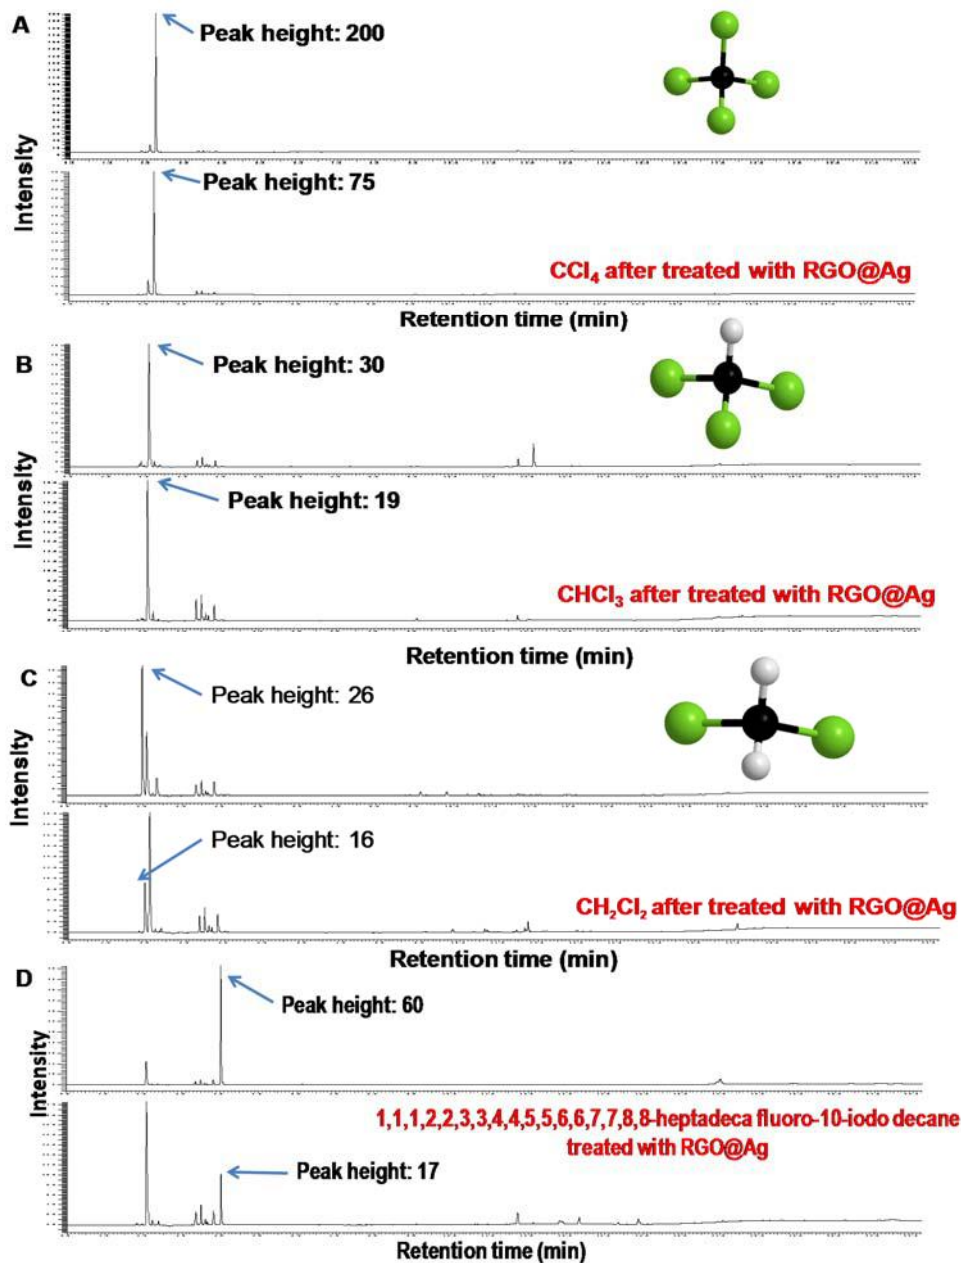 A
Peak height: 200
Intensity
Peak height: 75
CCl₄ after treated with RGO@Ag
Retention time (min)
B
Peak height: 30
Intensity
Peak height: 19
CHCl₃ after treated with RGO@Ag
Retention time (min)
C
Peak height: 26
Intensity
Peak height: 16
CH₂Cl₂ after treated with RGO@Ag
Retention time (min)
D
Peak height: 60
Intensity
1,1,1,2,2,3,3,4,4,5,5,6,6,7,7,8,8-heptadeca fluoro-10-iodo decane
treated with RGO@Ag
Peak height: 17
Retention time (min)